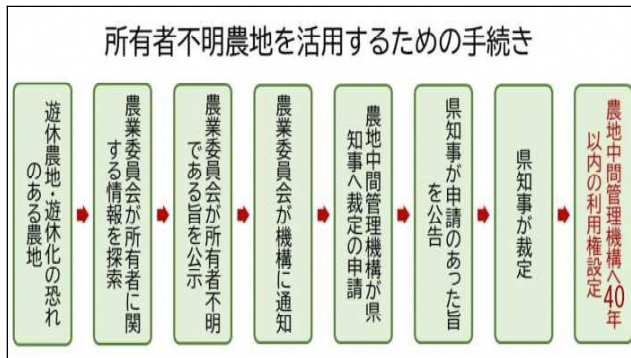 所有者不明農地を活用するための手続き
遊休農地・遊休化の恐れ
のある農地
農業委員会が所有者に関
する情報を探索
農業委員会が所有者不明
である旨を公示
農業委員会が機構に通知
農地中間管理機構が県
知事へ裁定の申請
県知事が申請のあった旨
を公告
県知事が裁定
農地中間管理機構へ40年
以内の利用権設定